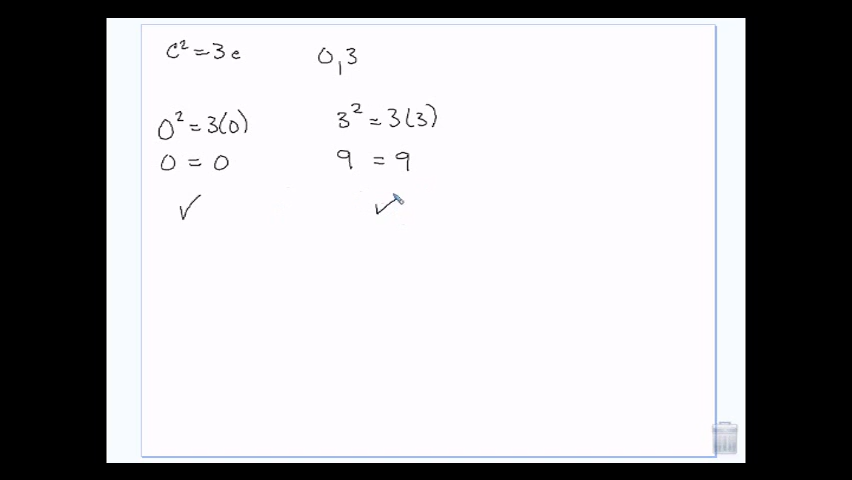 c² = 3c 0,3
0² = 3(0) 3² = 3(3)
0 = 0 9 = 9
✓ ✓